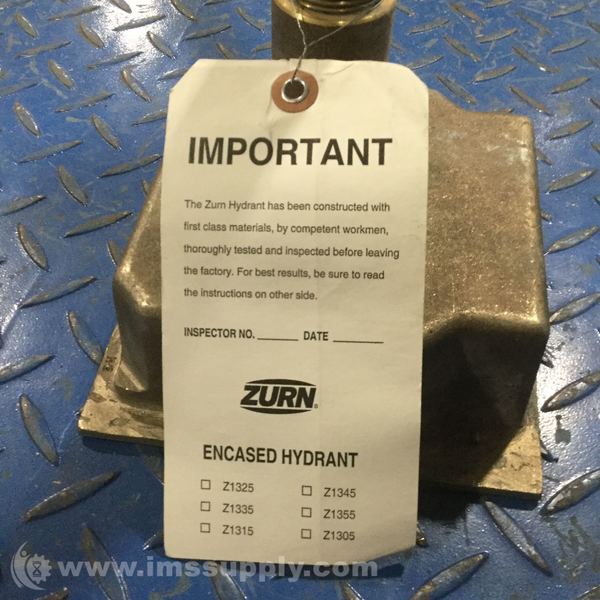 IMPORTANT
The Zurn Hydrant has been constructed with
first class materials, by competent workmen,
thoroughly tested and inspected before leaving
the factory. For best results, be sure to read
the instructions on other side.
INSPECTOR NO. ______ DATE ________
ZURN®
ENCASED HYDRANT
☐ Z1325 ☐ Z1345
☐ Z1335 ☐ Z1355
☐ Z1315 ☐ Z1305
www.imssupply.com